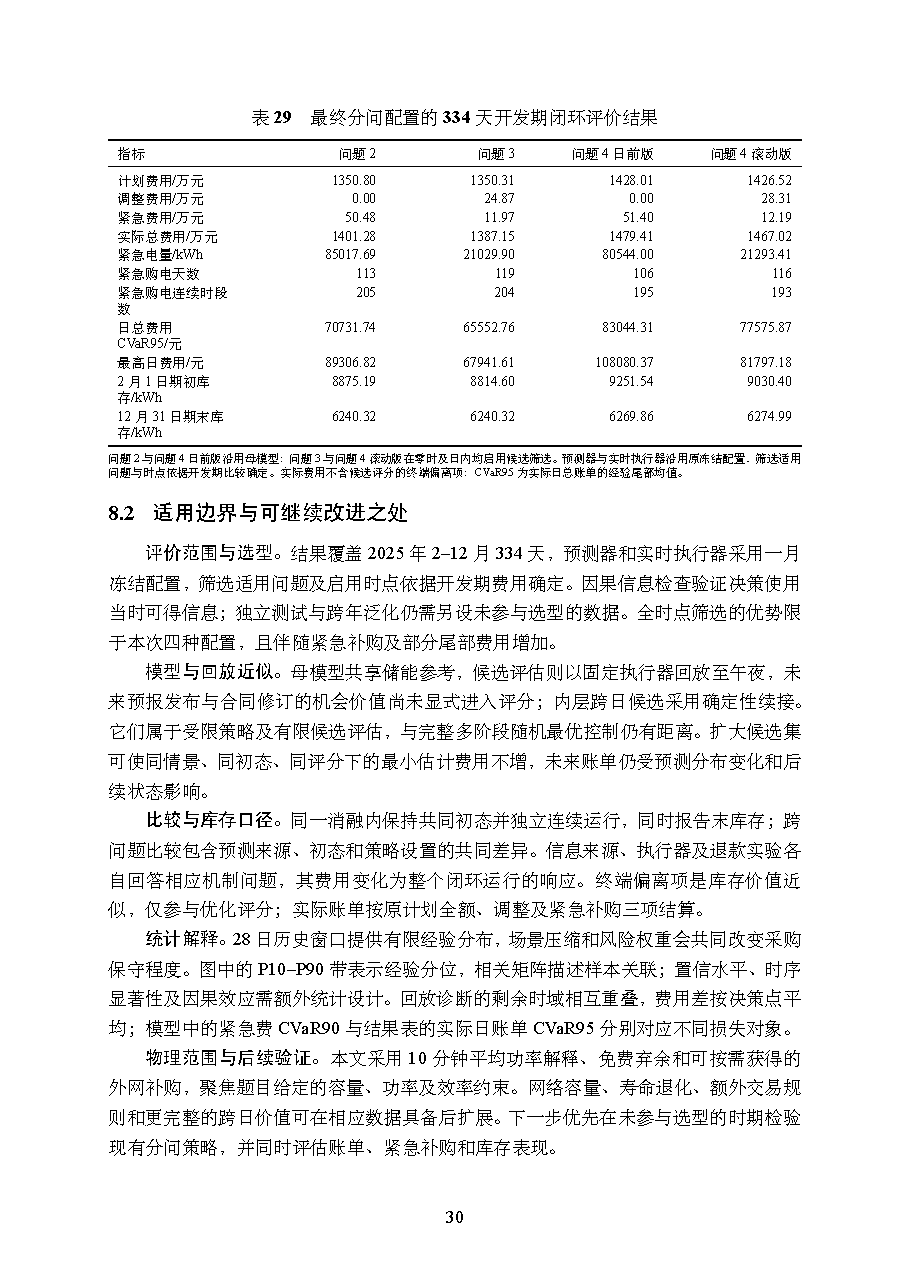 表 29 最终分问配置的 334 天开发期闭环评价结果
指标 问题 2 问题 3 问题 4 日前版 问题 4 滚动版
计划费用/万元 1350.80 1350.31 1428.01 1426.52
调整费用/万元 0.00 24.87 0.00 28.31
紧急费用/万元 50.48 11.97 51.40 12.19
实际总费用/万元 1401.28 1387.15 1479.41 1467.02
紧急电量/kWh 85017.69 21029.90 80544.00 21293.41
紧急购电天数 113 119 106 116
紧急购电连续时段 205 204 195 193
数
日总费用 70731.74 65552.76 83044.31 77575.87
CVaR95/元
最高日费用/元 89306.82 67941.61 108080.37 81797.18
2 月 1 日期初库 8875.19 8814.60 9251.54 9030.40
存/kWh
12 月 31 日期末库 6240.32 6240.32 6269.86 6274.99
存/kWh
问题 2 与问题 4 日前版沿用母模型；问题 3 与问题 4 滚动版在零时及日内均启用候选筛选。预测器与实时执行器沿用原冻结配置，筛选适用
问题与时点依据开发期比较确定。实际费用不含候选评分的终端偏离项；CVaR95 为实际日总账单的经验尾部均值。
8.2 适用边界与可继续改进之处
评价范围与选型。结果覆盖 2025 年 2–12 月 334 天，预测器和实时执行器采用一月
冻结配置，筛选适用问题及启用时点依据开发期费用确定。因果信息检查验证决策使用
当时可得信息；独立测试与跨年泛化仍需另设未参与选型的数据。全时点筛选的优势限
于本次四种配置，且伴随紧急补购及部分尾部费用增加。
模型与回放近似。母模型共享储能参考，候选评估则以固定执行器回放至午夜，未
来预报发布与合同修订的机会价值尚未显式进入评分；内层跨日候选采用确定性续接。
它们属于受限策略及有限候选评估，与完整多阶段随机最优控制仍有距离。扩大候选集
可使同情景、同初态、同评分下的最小估计费用不增，未来账单仍受预测分布变化和后
续状态影响。
比较与库存口径。同一消融内保持共同初态并独立连续运行，同时报告末库存；跨
问题比较包含预测来源、初态和策略设置的共同差异。信息来源、执行器及退款实验各
自回答相应机制问题，其费用变化为整个闭环运行的响应。终端偏离项是库存价值近
似，仅参与优化评分；实际账单按原计划全额、调整及紧急补购三项结算。
统计解释。28 日历史窗口提供有限经验分布，场景压缩和风险权重会共同改变采购
保守程度。图中的 P10–P90 带表示经验分位，相关矩阵描述样本关联；置信水平、时序
显著性及因果效应需额外统计设计。回放诊断的剩余时域相互重叠，费用差按决策点平
均；模型中的紧急费 CVaR90 与结果表的实际日账单 CVaR95 分别对应不同损失对象。
物理范围与后续验证。本文采用 10 分钟平均功率解释、免费弃余和可按需获得的
外网补购，聚焦题目给定的容量、功率及效率约束。网络容量、寿命退化、额外交易规
则和更完整的跨日价值可在相应数据具备后扩展。下一步优先在未参与选型的时期检验
现有分问策略，并同时评估账单、紧急补购和库存表现。
30